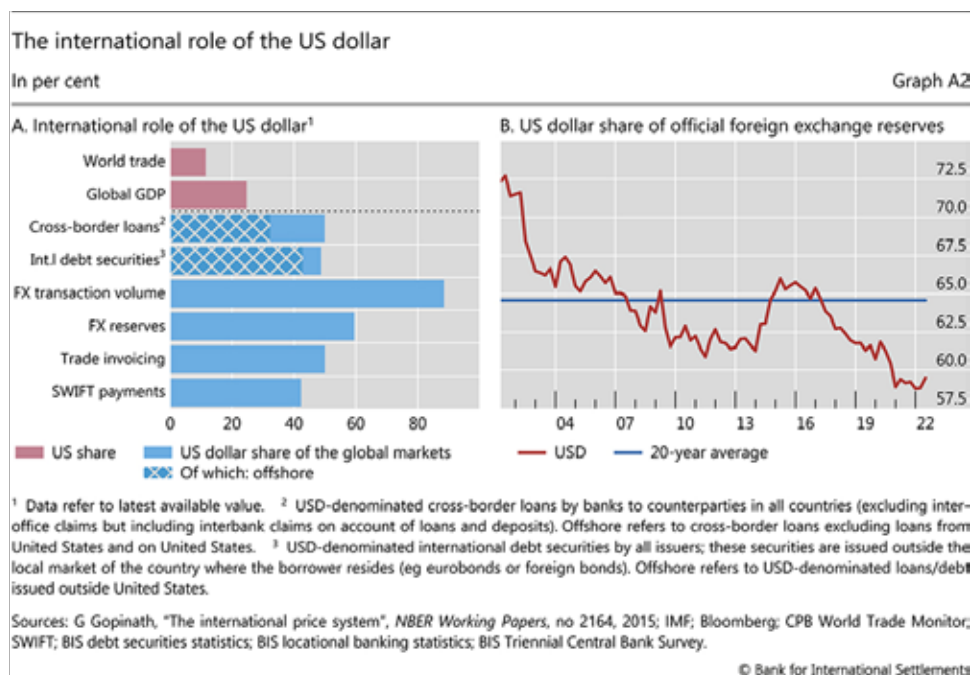 The international role of the US dollar
In per cent
Graph A2
A. International role of the US dollar¹
World trade
Global GDP
Cross-border loans²
Int.l debt securities³
FX transaction volume
FX reserves
Trade invoicing
SWIFT payments
0 20 40 60 80
US share
US dollar share of the global markets
Of which: offshore
B. US dollar share of official foreign exchange reserves
72.5
70.0
67.5
65.0
62.5
60.0
57.5
04 07 10 13 16 19 22
USD
20-year average
¹ Data refer to latest available value. ² USD-denominated cross-border loans by banks to counterparties in all countries (excluding inter-
office claims but including interbank claims on account of loans and deposits). Offshore refers to cross-border loans excluding loans from
United States and on United States. ³ USD-denominated international debt securities by all issuers; these securities are issued outside the
local market of the country where the borrower resides (eg eurobonds or foreign bonds). Offshore refers to USD-denominated loans/debt
issued outside United States.
Sources: G Gopinath, "The international price system", NBER Working Papers, no 2164, 2015; IMF; Bloomberg; CPB World Trade Monitor;
SWIFT; BIS debt securities statistics; BIS locational banking statistics; BIS Triennial Central Bank Survey.
© Bank for International Settlements